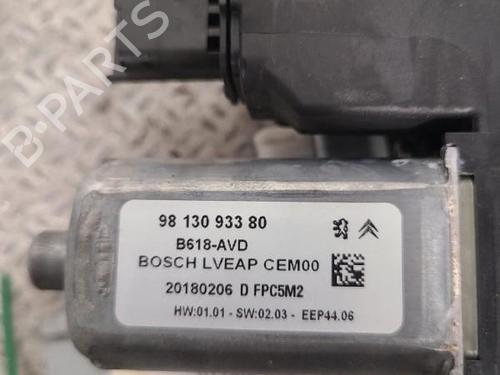 B-PARTS
98 130 933 80
B618-AVD
BOSCH LVEAP CEM00
20180206 D FPC5M2
HW:01.01 - SW:02.03 - EEP44.06